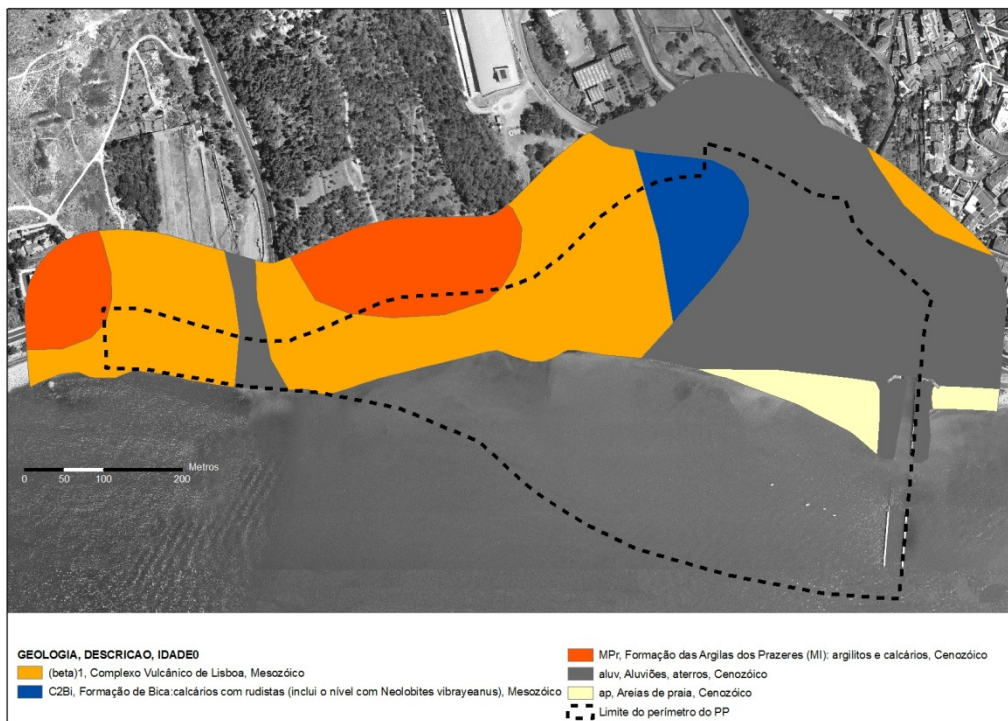 Metros
0 50 100 200
GEOLOGIA, DESCRICAO, IDADE0
(beta)1, Complexo Vulcânico de Lisboa, Mesozóico
C2Bi, Formação de Bica:calcários com rudistas (inclui o nível com Neolobites vibrayeanus), Mesozóico
MPr, Formação das Argilas dos Prazeres (MI): argilitos e calcários, Cenozóico
aluv, Aluviões, aterros, Cenozóico
ap, Areias de praia, Cenozóico
Limite do perímetro do PP